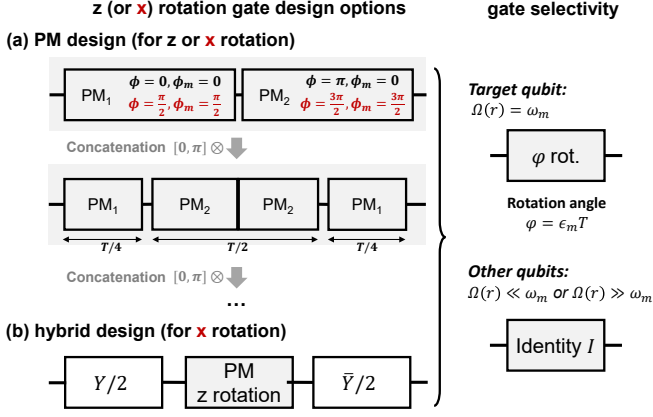 z (or x) rotation gate design options
gate selectivity
(a) PM design (for z or x rotation)
PM₁
ϕ = 0, ϕₘ = 0
ϕ = π/2, ϕₘ = π/2
PM₂
ϕ = π, ϕₘ = 0
ϕ = 3π/2, ϕₘ = 3π/2
Concatenation [0, π] ⊗
PM₁
PM₂
PM₂
PM₁
T/4
T/2
T/4
Concatenation [0, π] ⊗
...
(b) hybrid design (for x rotation)
Y/2
PM
z rotation
Ȳ/2
Target qubit:
Ω(r) = ωₘ
φ rot.
Rotation angle
φ = ϵₘT
Other qubits:
Ω(r) ≪ ωₘ or Ω(r) ≫ ωₘ
Identity I